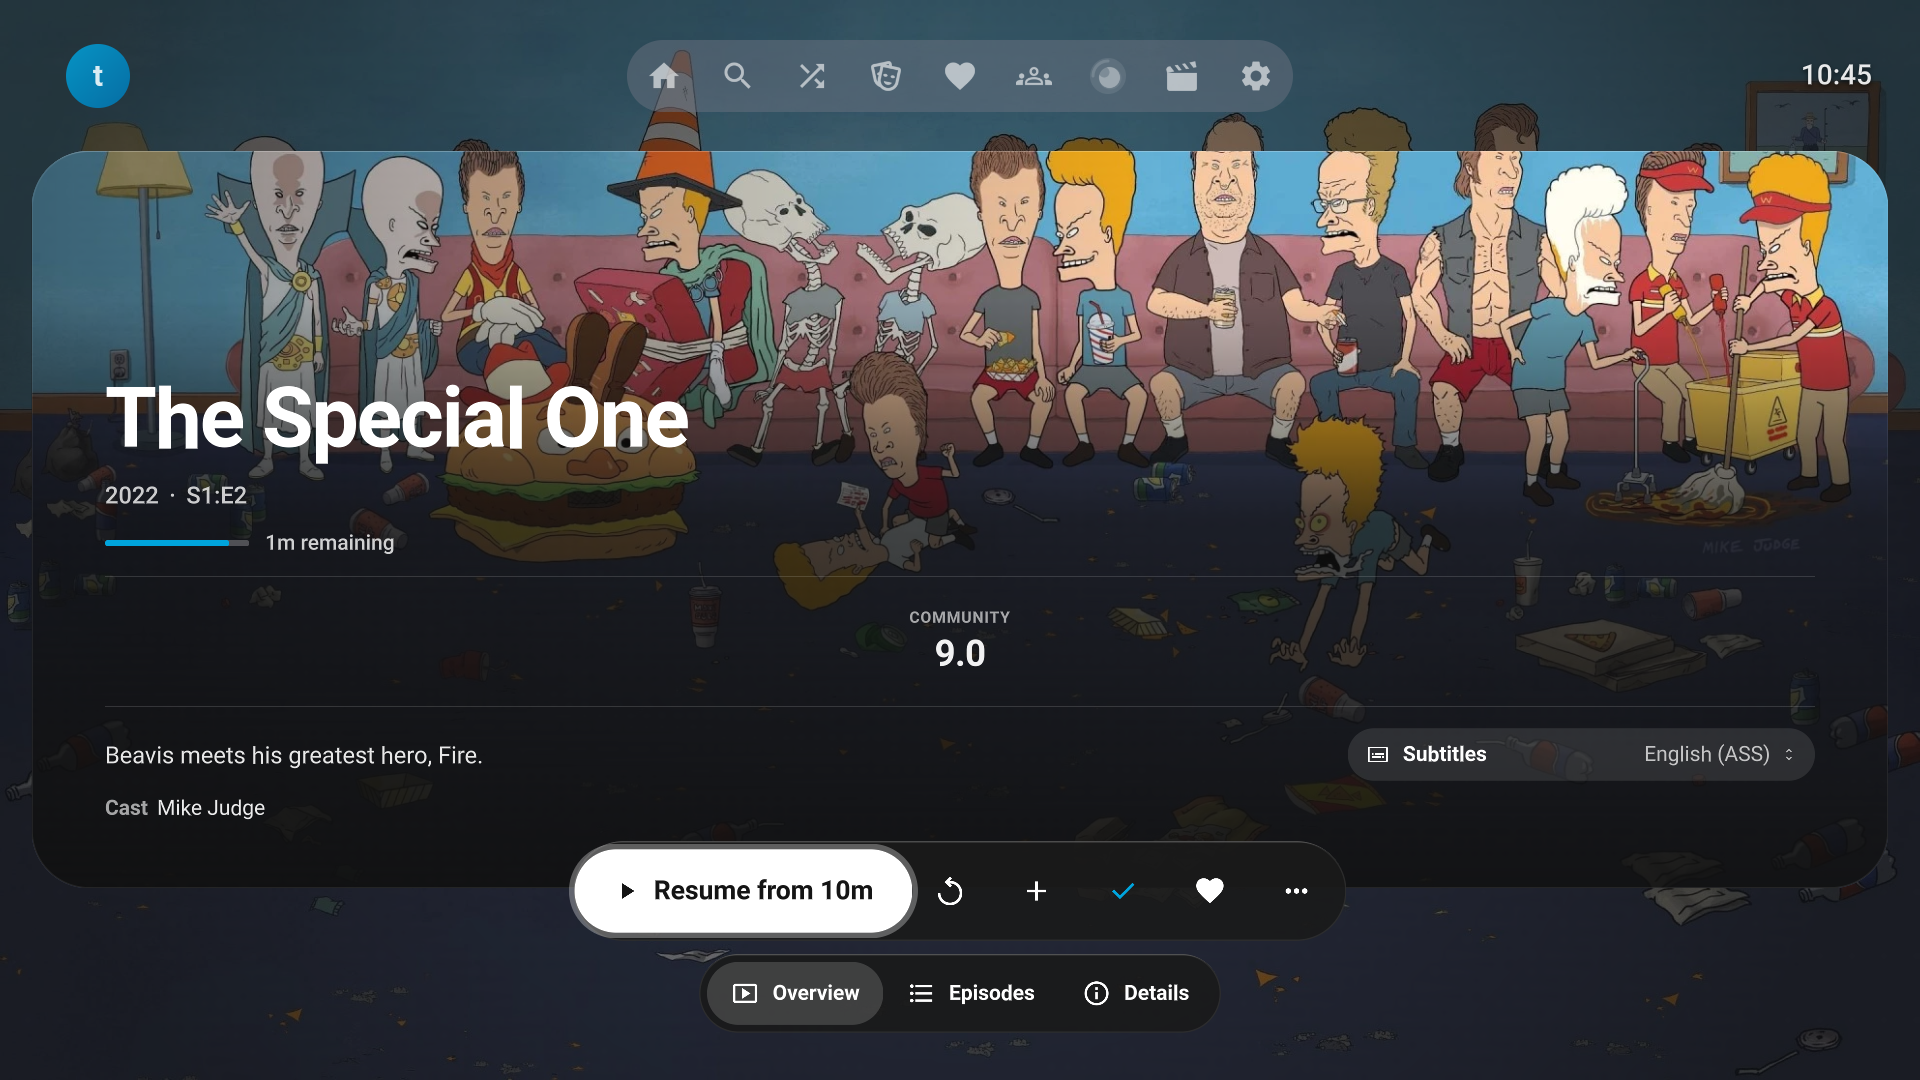 t
10:45
The Special One
2022 · S1:E2
1m remaining
MIKE JUDGE
COMMUNITY
9.0
Beavis meets his greatest hero, Fire.
Subtitles
English (ASS)
Cast Mike Judge
Resume from 10m
Overview
Episodes
Details